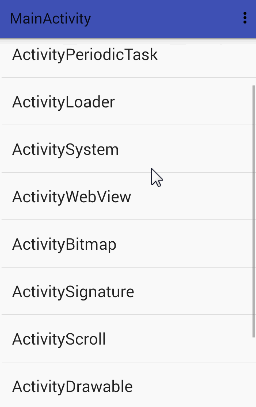 MainActivity
ActivityPeriodicTask
ActivityLoader
ActivitySystem
ActivityWebView
ActivityBitmap
ActivitySignature
ActivityScroll
ActivityDrawable